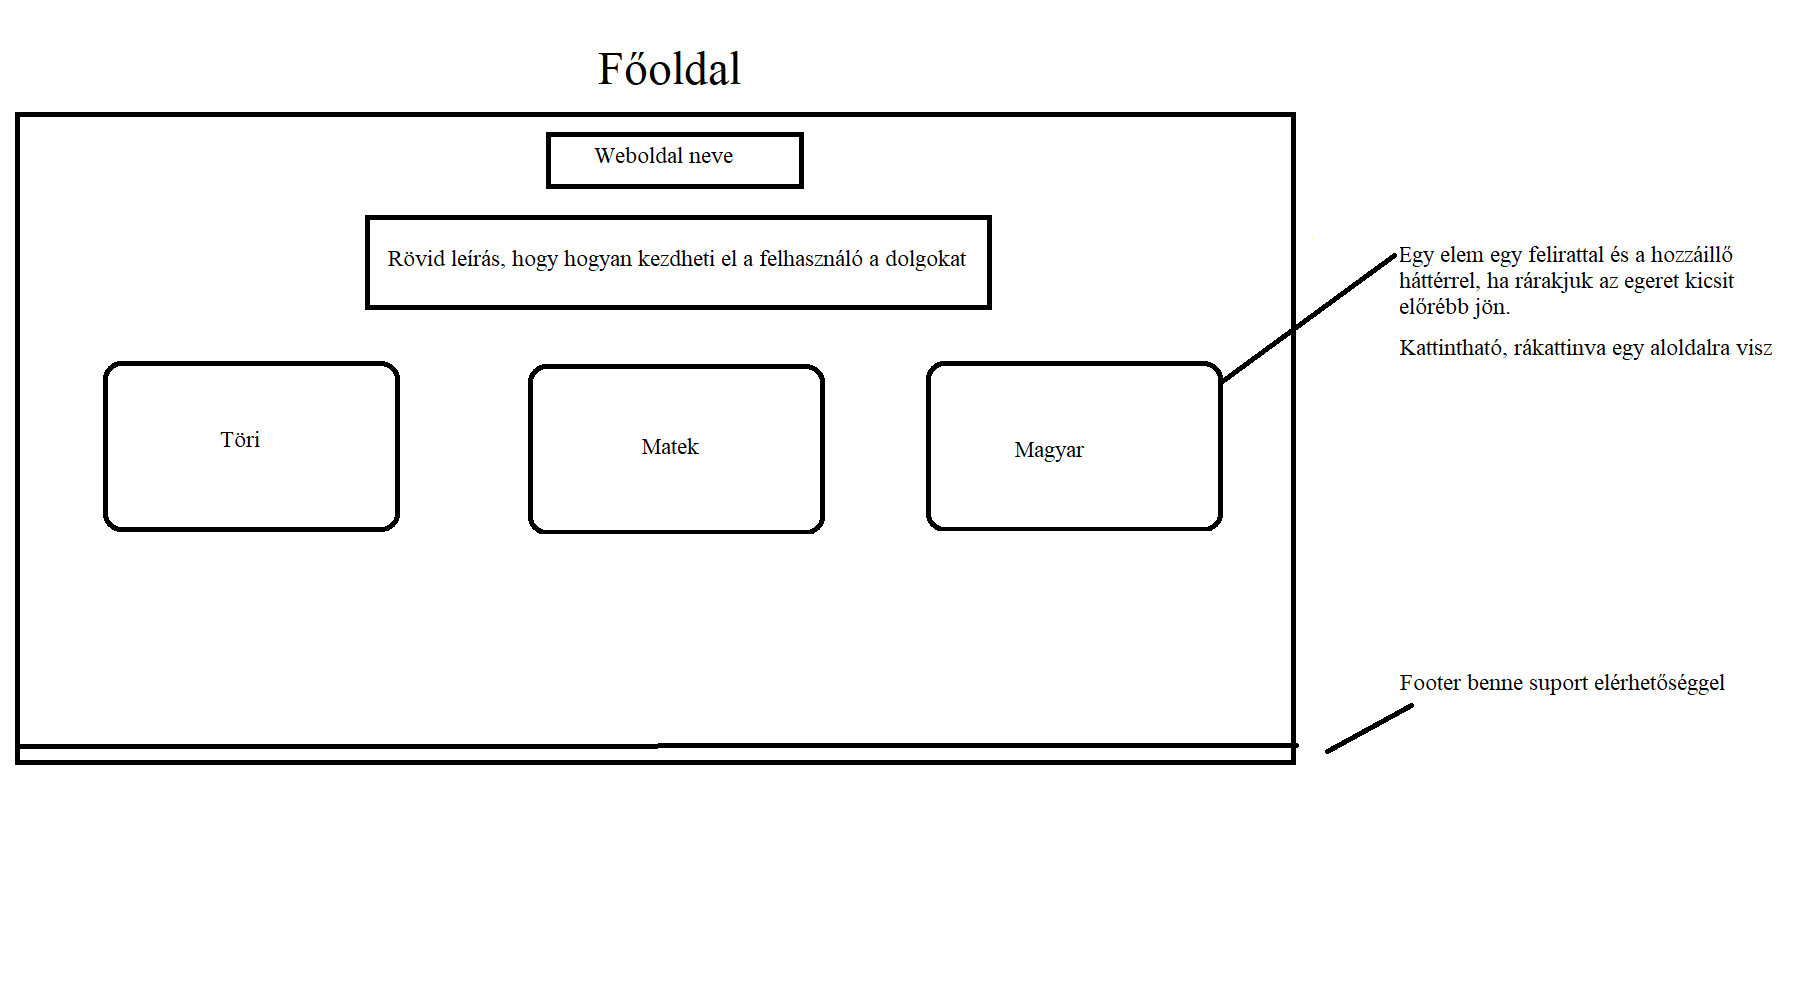 Főoldal
Weboldal neve
Rövid leírás, hogy hogyan kezdheti el a felhasználó a dolgokat
Egy elem egy felirattal és a hozzáillő
háttérrel, ha rárakjuk az egeret kicsit
előrébb jön.
Kattintható, rákattinva egy aloldalra visz
Töri
Matek
Magyar
Footer benne suport elérhetőséggel